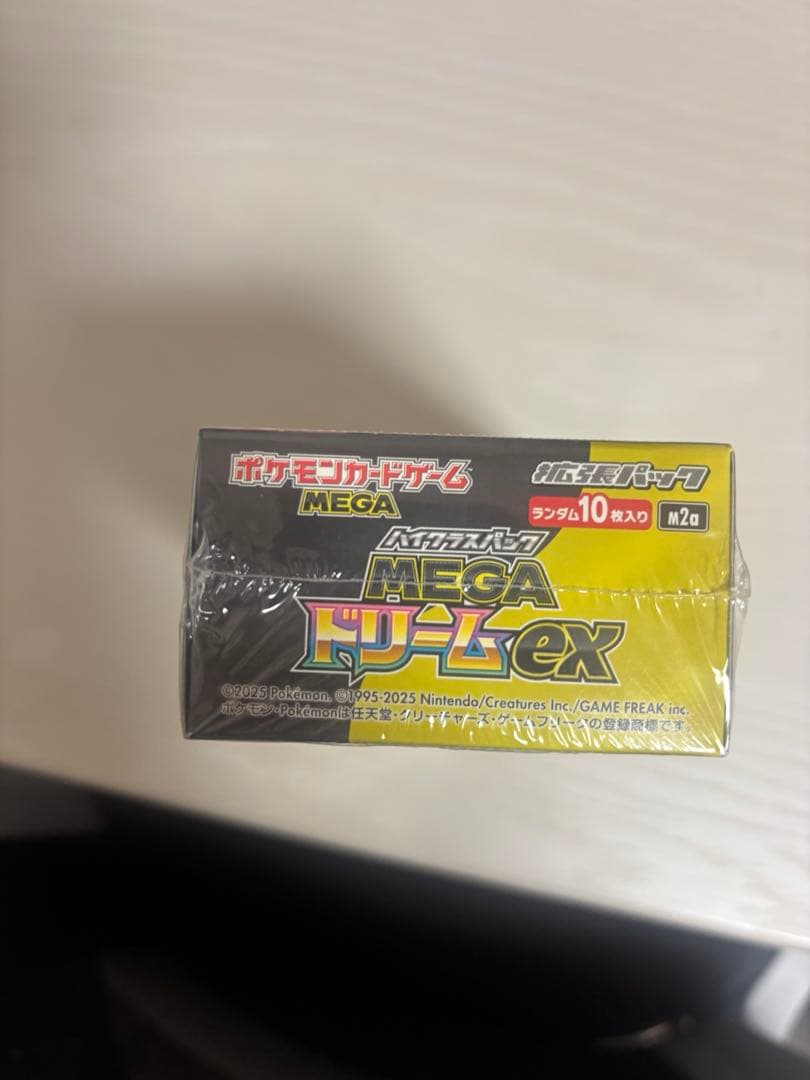 ポケモンカードゲーム
MEGA
拡張パック
ランダム10枚入り
M2a
ハイクラスパック
MEGA
ドリームex
©2025 Pokémon. ©1995-2025 Nintendo/Creatures Inc./GAME FREAK inc.
ポケモン・Pokémonは任天堂・クリーチャーズ・ゲームフリークの登録商標です。